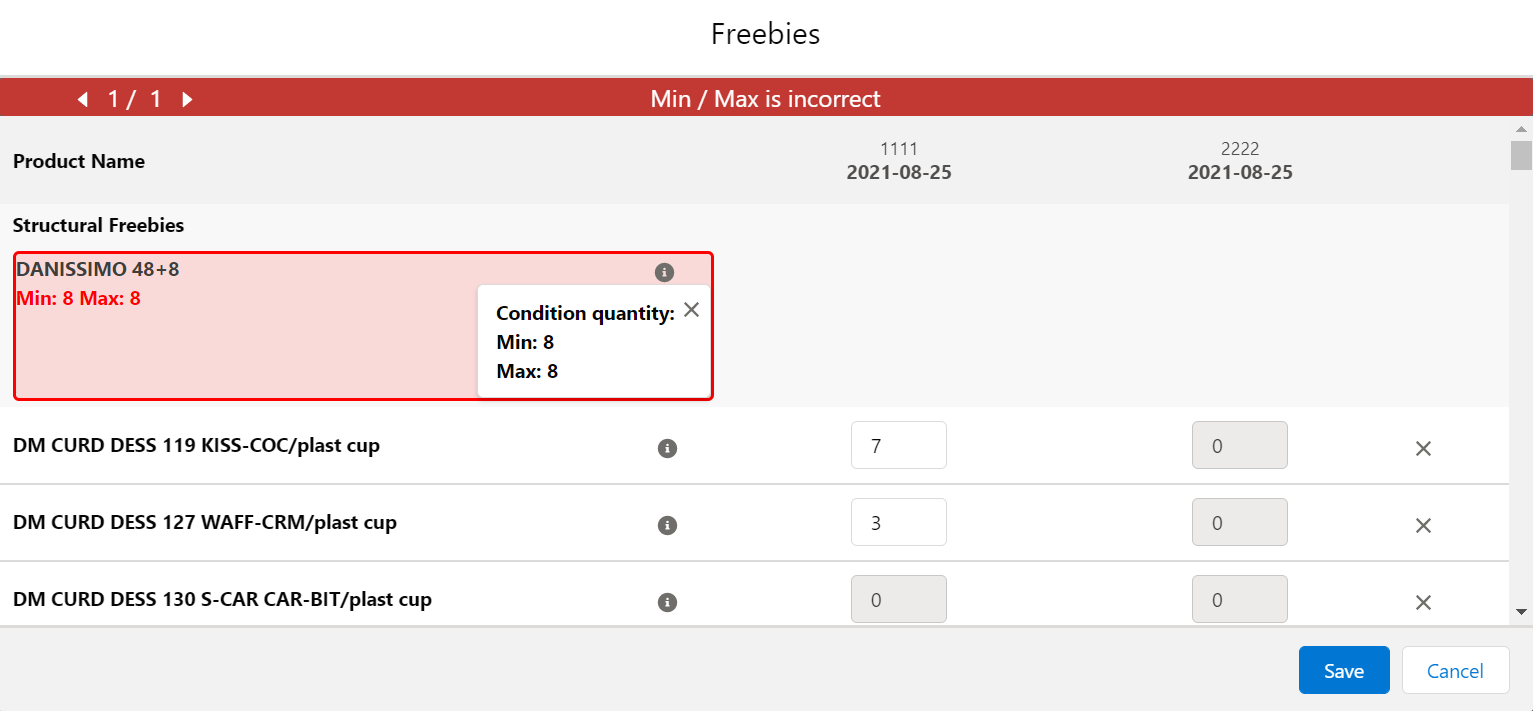 Freebies
1 / 1 Min / Max is incorrect
Product Name 1111 2222
2021-08-25 2021-08-25
Structural Freebies
DANISSIMO 48+8
Min: 8 Max: 8
Condition quantity:
Min: 8
Max: 8
DM CURD DESS 119 KISS-COC/plast cup 7 0
DM CURD DESS 127 WAFF-CRM/plast cup 3 0
DM CURD DESS 130 S-CAR CAR-BIT/plast cup 0 0
Save Cancel